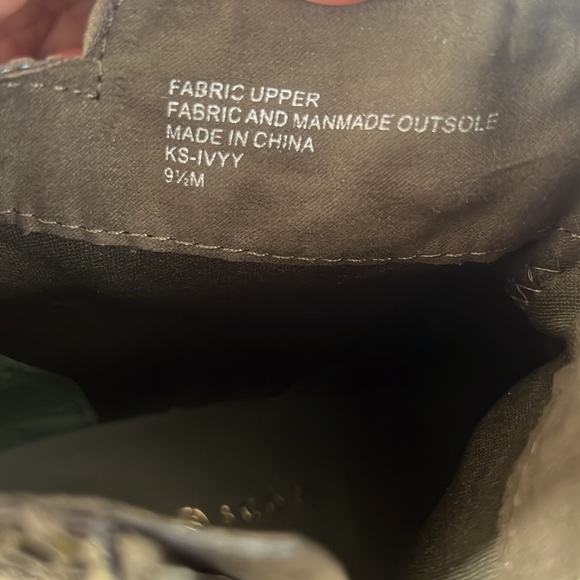 FABRIC UPPER
FABRIC AND MANMADE OUTSOLE
MADE IN CHINA
KS-IVYY
9½M